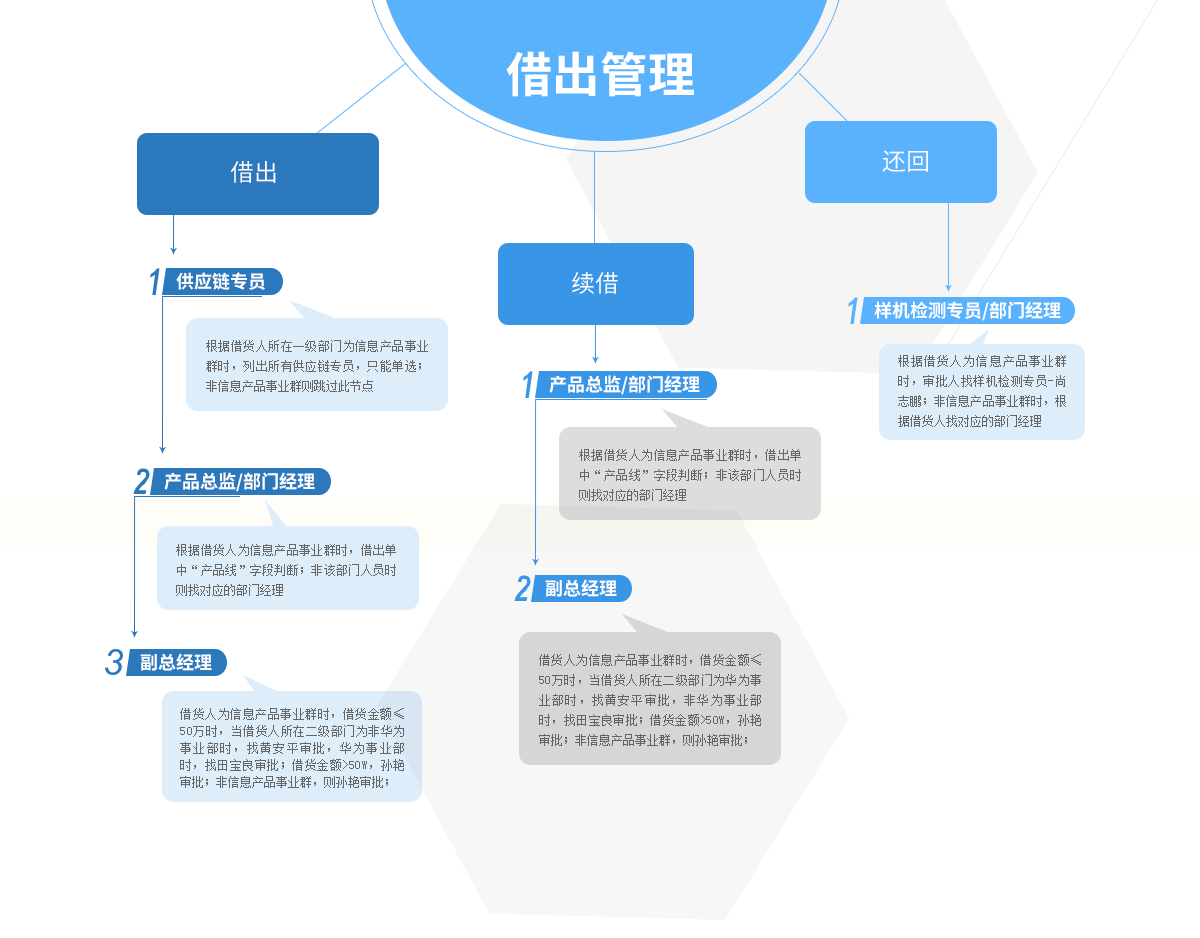 借出管理
借出
1 供应链专员
根据借货人所在一级部门为信息产品事业
群时，列出所有供应链专员，只能单选；
非信息产品事业群则跳过此节点
2 产品总监/部门经理
根据借货人为信息产品事业群时，借出单
中“产品线”字段判断；非该部门人员时
则找对应的部门经理
3 副总经理
借货人为信息产品事业群时，借货金额≤
50万时，当借货人所在二级部门为非华为
事业部时，找黄安平审批，华为事业部
时，找田宝良审批；借货金额>50W，孙艳
审批；非信息产品事业群，则孙艳审批；
续借
1 产品总监/部门经理
根据借货人为信息产品事业群时，借出单
中“产品线”字段判断；非该部门人员时
则找对应的部门经理
2 副总经理
借货人为信息产品事业群时，借货金额≤
50万时，当借货人所在二级部门为华为事
业部时，找黄安平审批，非华为事业部
时，找田宝良审批；借货金额>50W，孙艳
审批；非信息产品事业群，则孙艳审批；
还回
1 样机检测专员/部门经理
根据借货人为信息产品事业群
时，审批人找样机检测专员-尚
志鹏；非信息产品事业群时，根
据借货人找对应的部门经理